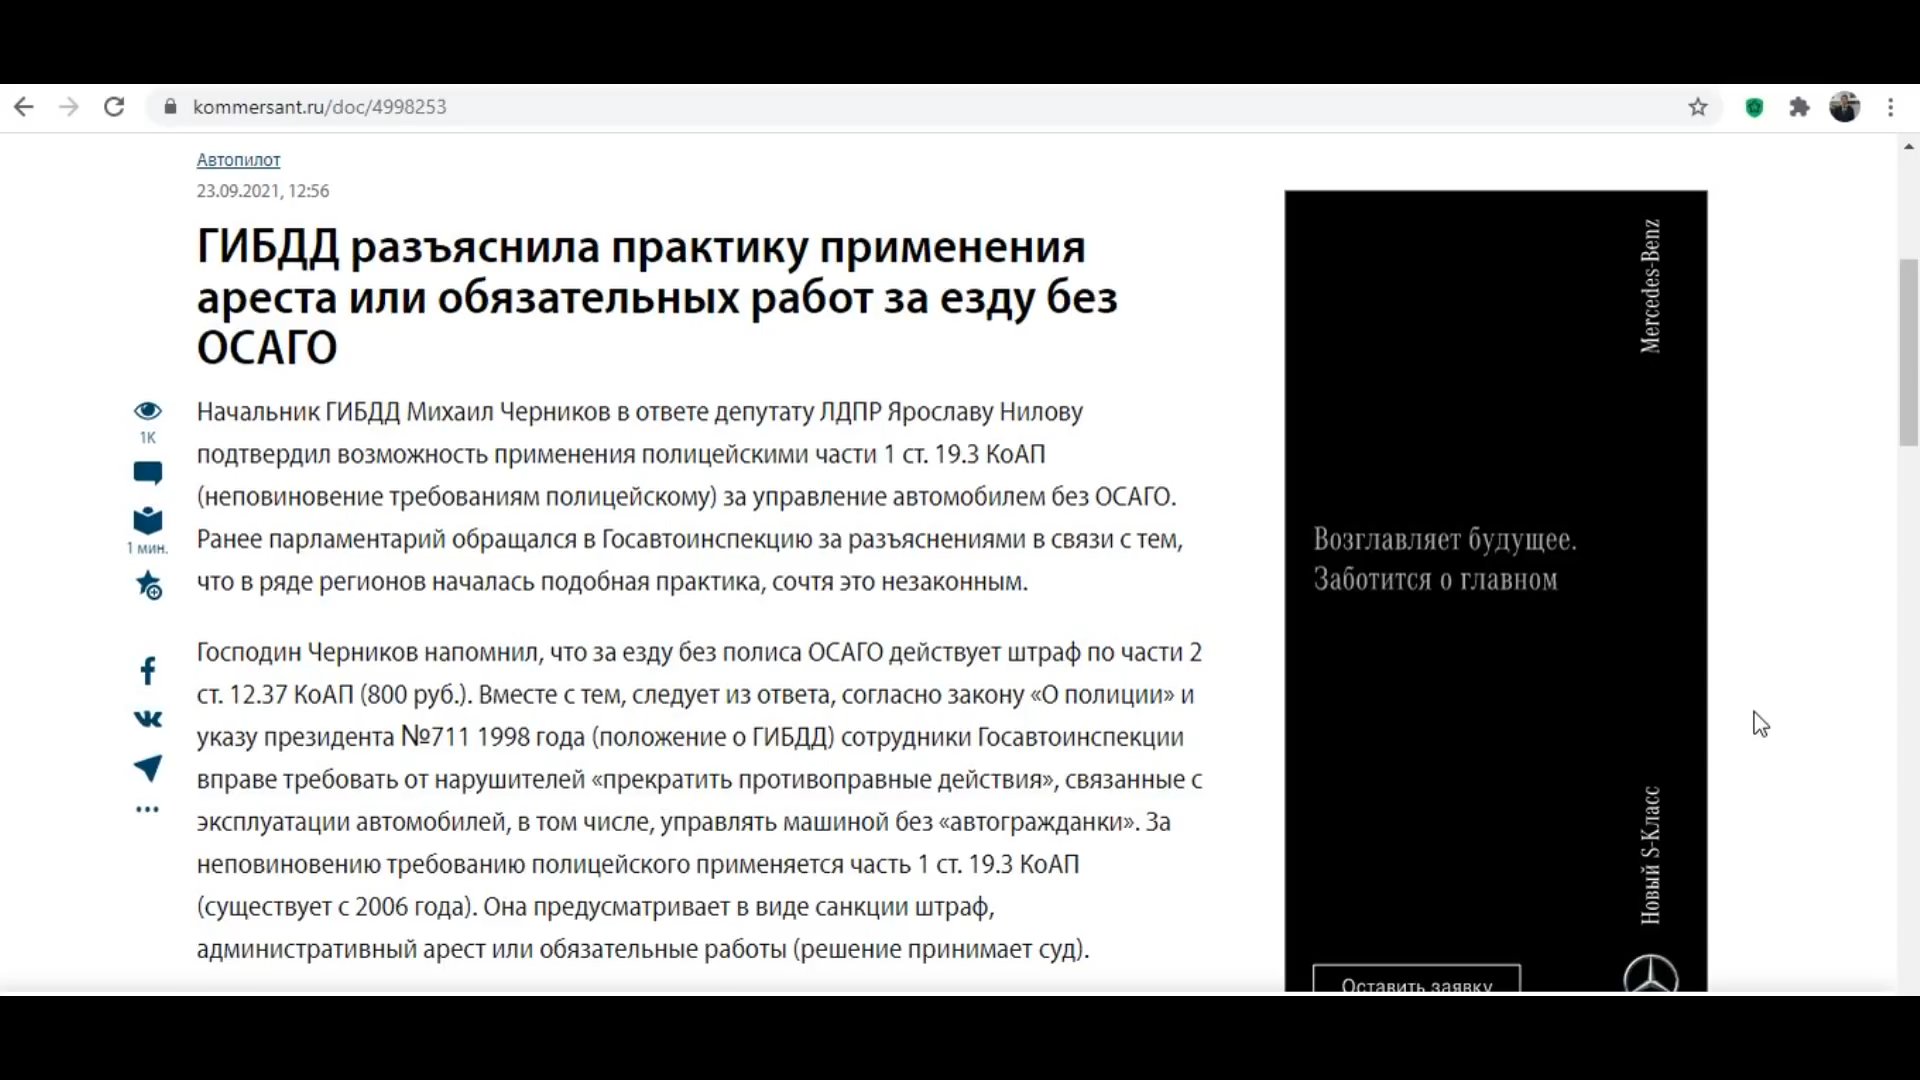 kommersant.ru/doc/4998253
Автопилот
23.09.2021, 12:56
ГИБДД разъяснила практику применения
ареста или обязательных работ за езду без
ОСАГО
1K
1 мин.
Начальник ГИБДД Михаил Черников в ответе депутату ЛДПР Ярославу Нилову
подтвердил возможность применения полицейскими части 1 ст. 19.3 КоАП
(неповиновение требованиям полицейскому) за управление автомобилем без ОСАГО.
Ранее парламентарий обращался в Госавтоинспекцию за разъяснениями в связи с тем,
что в ряде регионов началась подобная практика, сочтя это незаконным.
Господин Черников напомнил, что за езду без полиса ОСАГО действует штраф по части 2
ст. 12.37 КоАП (800 руб.). Вместе с тем, следует из ответа, согласно закону «О полиции» и
указу президента №711 1998 года (положение о ГИБДД) сотрудники Госавтоинспекции
вправе требовать от нарушителей «прекратить противоправные действия», связанные с
эксплуатации автомобилей, в том числе, управлять машиной без «автогражданки». За
неповиновению требованию полицейского применяется часть 1 ст. 19.3 КоАП
(существует с 2006 года). Она предусматривает в виде санкции штраф,
административный арест или обязательные работы (решение принимает суд).
Mercedes-Benz
Возглавляет будущее.
Заботится о главном
Новый S-Класс
Оставить заявку